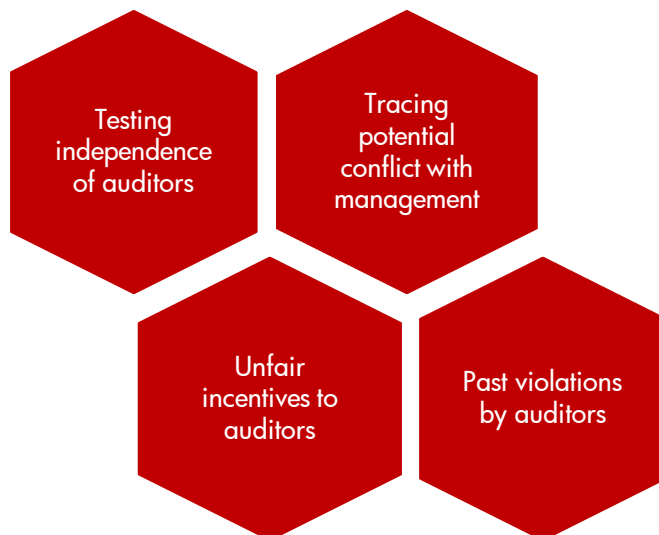 Testing
independence
of auditors
Tracing
potential
conflict with
management
Unfair
incentives to
auditors
Past violations
by auditors